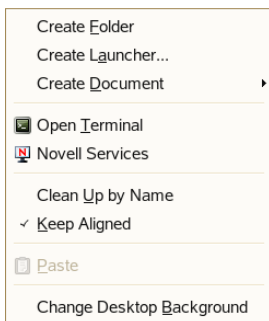 Create Folder
Create Launcher...
Create Document
Open Terminal
Novell Services
Clean Up by Name
Keep Aligned
Paste
Change Desktop Background